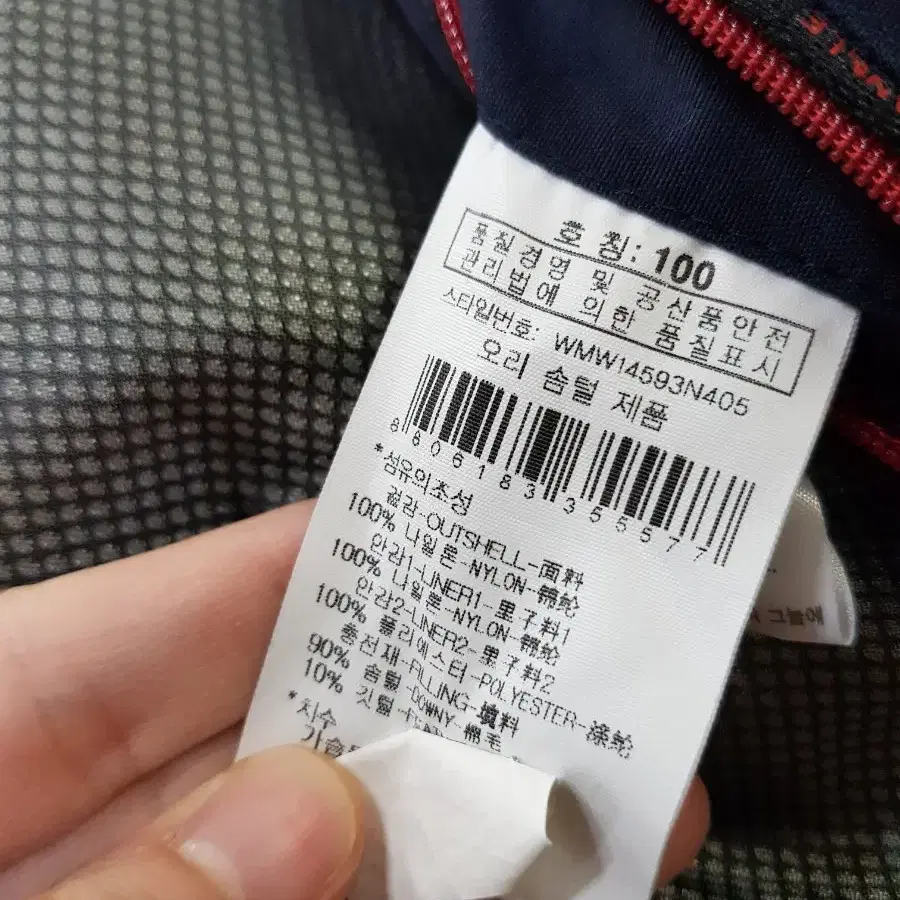 호 칭: 100
품질경영 및 공산품안전
관리법에 의한 품질표시
스타일번호: WMW14593N405
오리 솜털 제품
8806183355577
*섬유의조성
겉감-OUTSHELL-面料
100% 나일론-NYLON-锦纶
안감1-LINER1-里子料1
100% 나일론-NYLON-锦纶
안감2-LINER2-里子料2
100% 폴리에스터-POLYESTER-涤纶
충전재-FILLING-填料
90% 솜털-DOWNY-棉毛
10% 깃털
*치수
그늘에